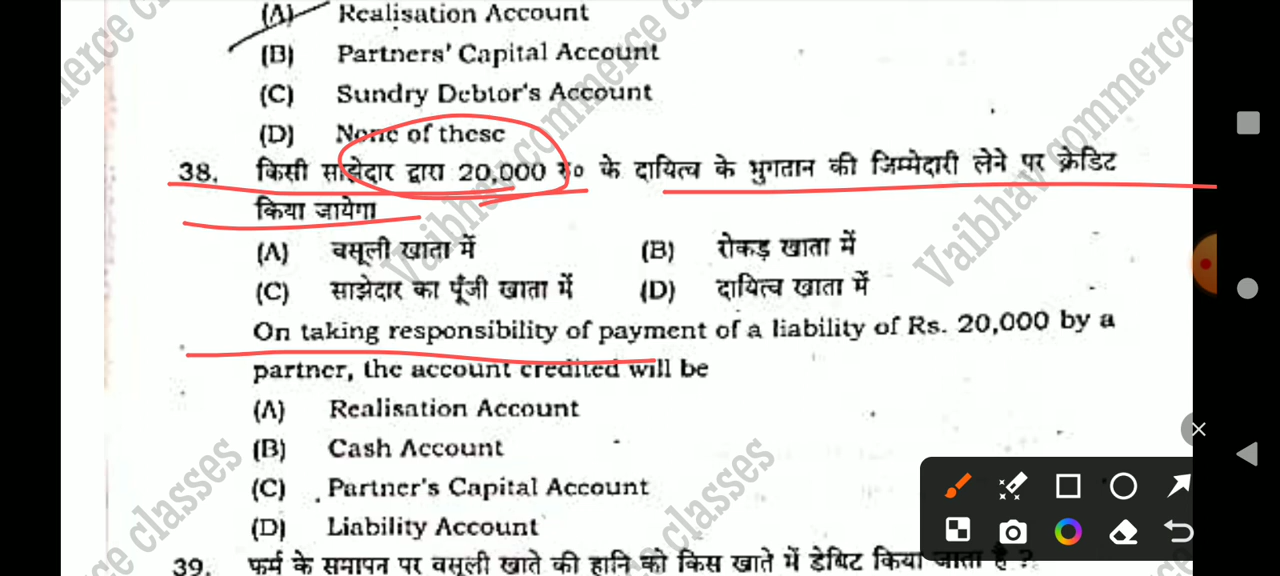 (A) Realisation Account
(B) Partners' Capital Account
(C) Sundry Debtor's Account
(D) None of these
38. किसी साझेदार द्वारा 20,000 रु० के दायित्व के भुगतान की जिम्मेदारी लेने पर क्रेडिट
किया जायेगा
(A) वसूली खाता में (B) रोकड़ खाता में
(C) साझेदार का पूँजी खाता में (D) दायित्व खाता में
On taking responsibility of payment of a liability of Rs. 20,000 by a
partner, the account credited will be
(A) Realisation Account
(B) Cash Account
(C) Partner's Capital Account
(D) Liability Account
39. फर्म के समापन पर वसूली खाते की हानि को किस खाते में डेबिट किया जाता है ?
Vaibhav commerce
Vaibhav commerce
erce classes
classes
classes